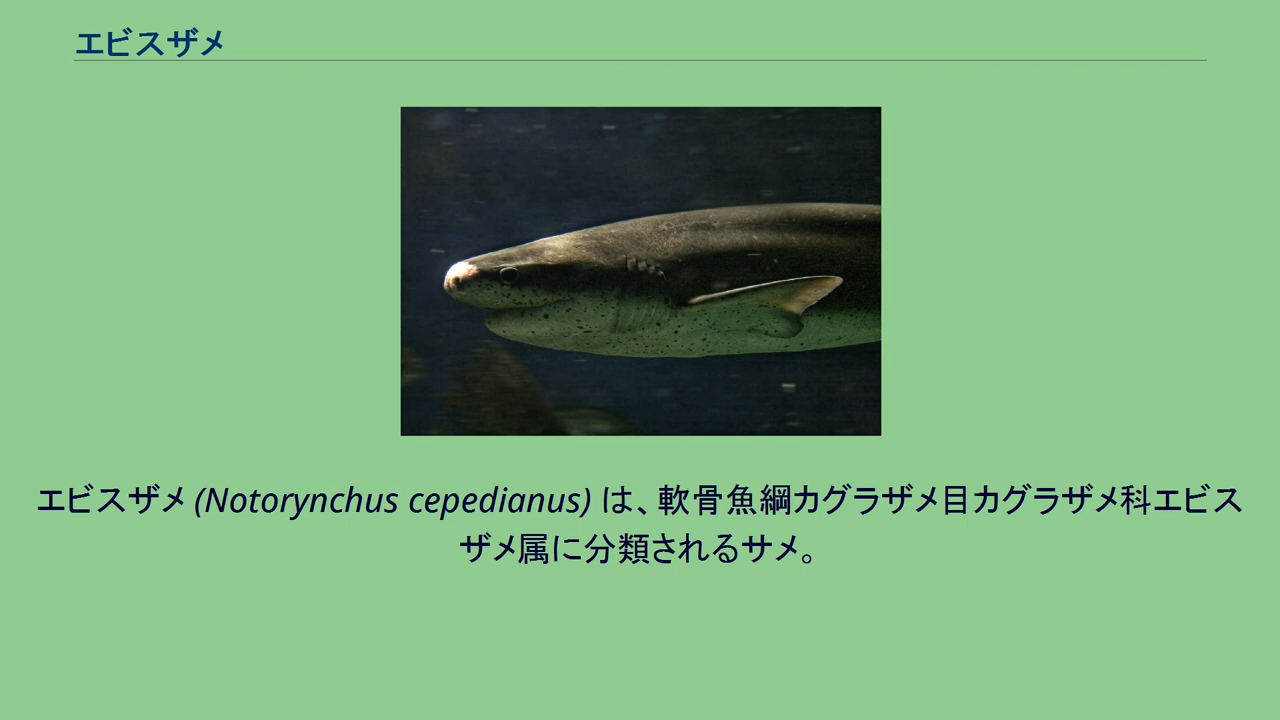 エビスザメ
エビスザメ (Notorynchus cepedianus) は、軟骨魚綱カグラザメ目カグラザメ科エビス
ザメ属に分類されるサメ。